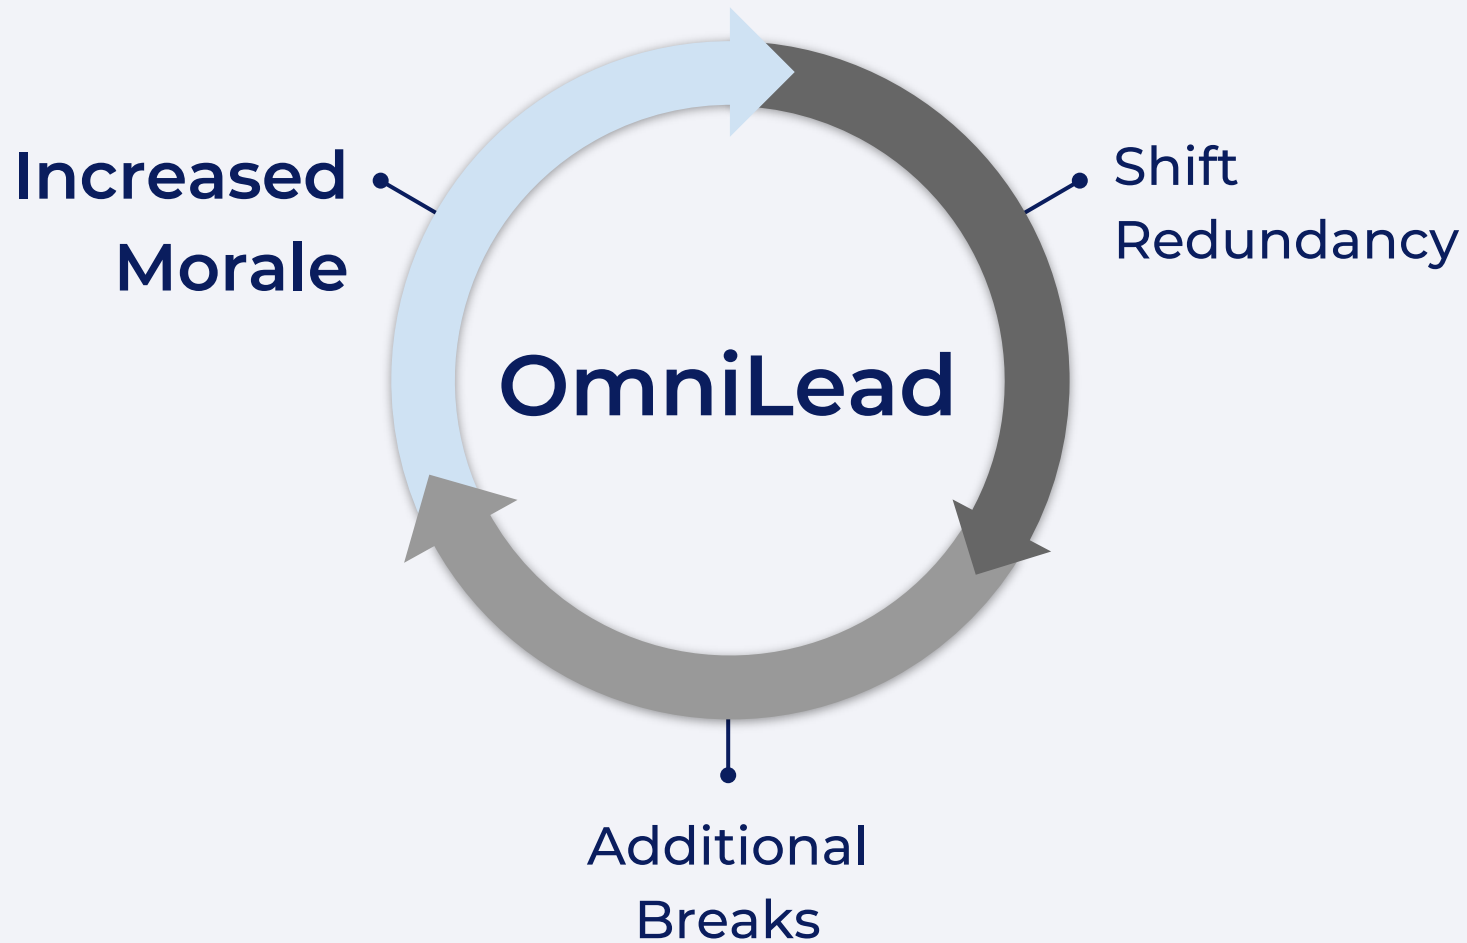 Increased
Morale
Shift
Redundancy
OmniLead
Additional
Breaks